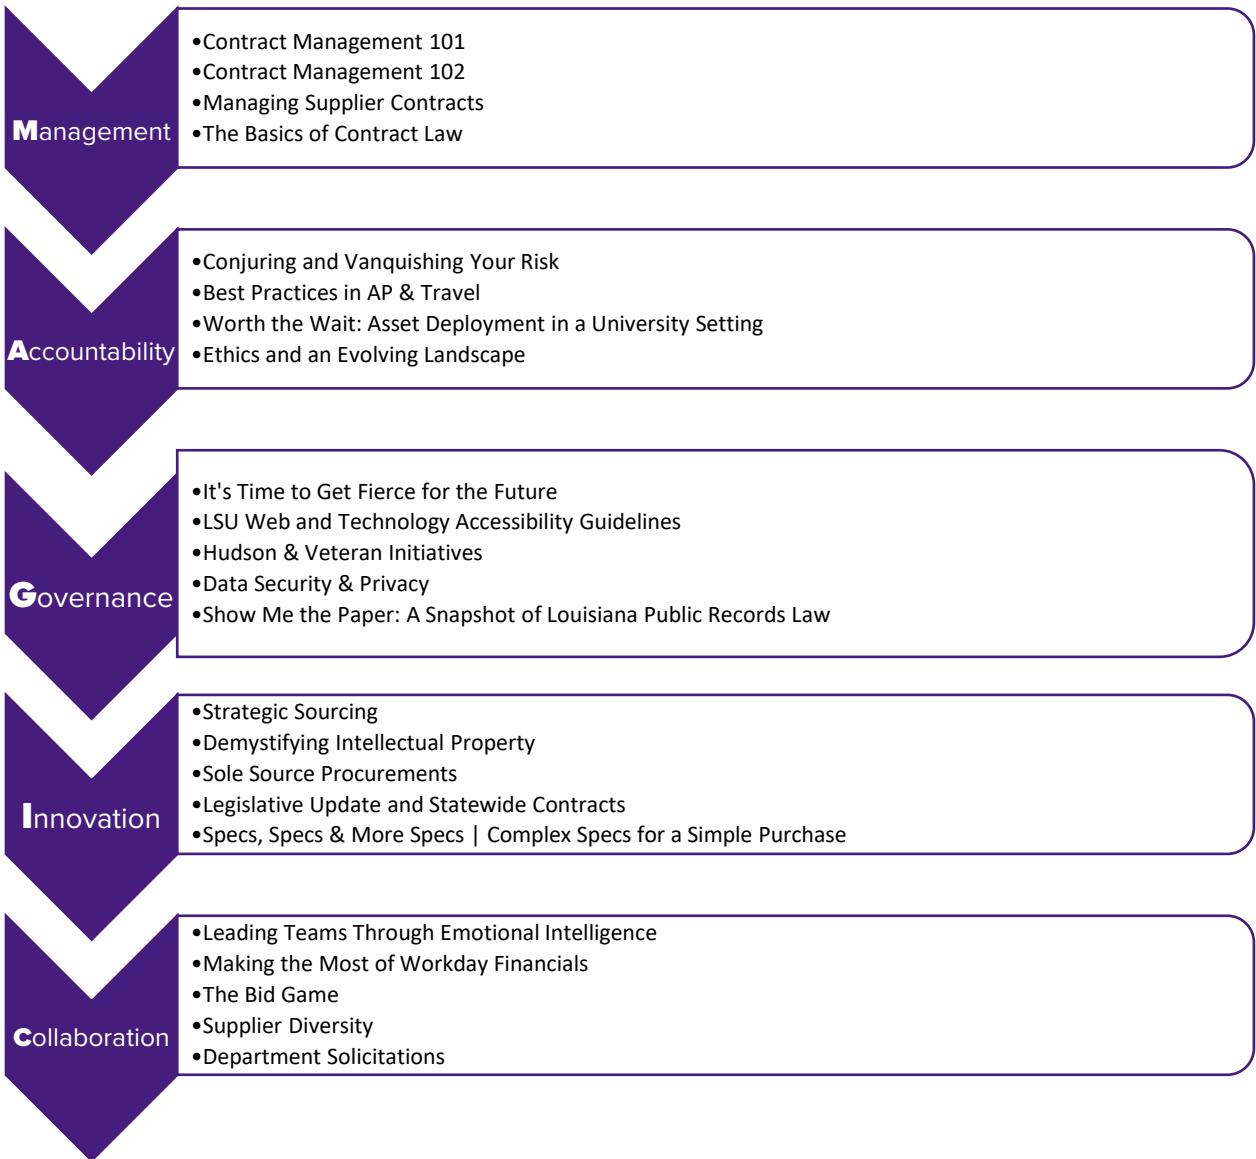 Management
•Contract Management 101
•Contract Management 102
•Managing Supplier Contracts
•The Basics of Contract Law
Accountability
•Conjuring and Vanquishing Your Risk
•Best Practices in AP & Travel
•Worth the Wait: Asset Deployment in a University Setting
•Ethics and an Evolving Landscape
Governance
•It's Time to Get Fierce for the Future
•LSU Web and Technology Accessibility Guidelines
•Hudson & Veteran Initiatives
•Data Security & Privacy
•Show Me the Paper: A Snapshot of Louisiana Public Records Law
Innovation
•Strategic Sourcing
•Demystifying Intellectual Property
•Sole Source Procurements
•Legislative Update and Statewide Contracts
•Specs, Specs & More Specs | Complex Specs for a Simple Purchase
Collaboration
•Leading Teams Through Emotional Intelligence
•Making the Most of Workday Financials
•The Bid Game
•Supplier Diversity
•Department Solicitations